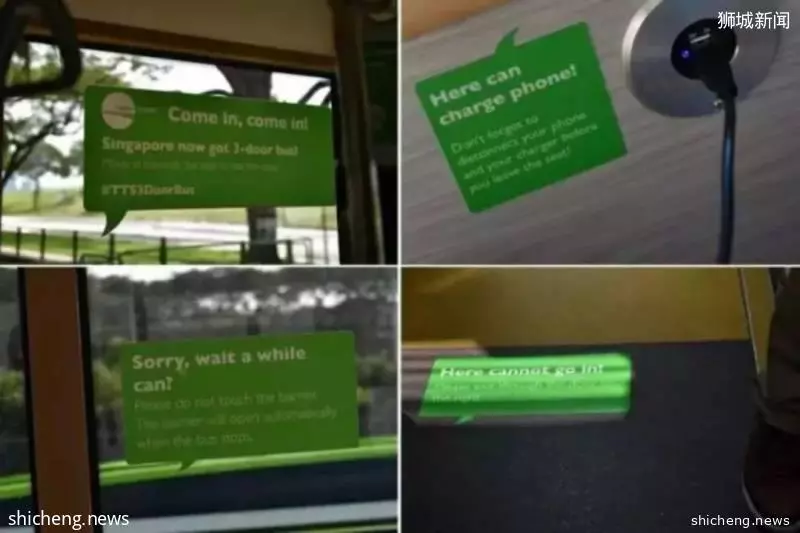 狮城新闻
Come in, come in!
Singapore now got 3-door bus!
#TTS3DoorBus
Here can
charge phone!
Don't forget to
disconnect your phone
and your charger before
you leave the seat!
Sorry, wait a while
can?
Please do not touch the barrier.
The barrier will open automatically
when the bus stops.
Here cannot go in!
the right.
shicheng.news
shicheng.news